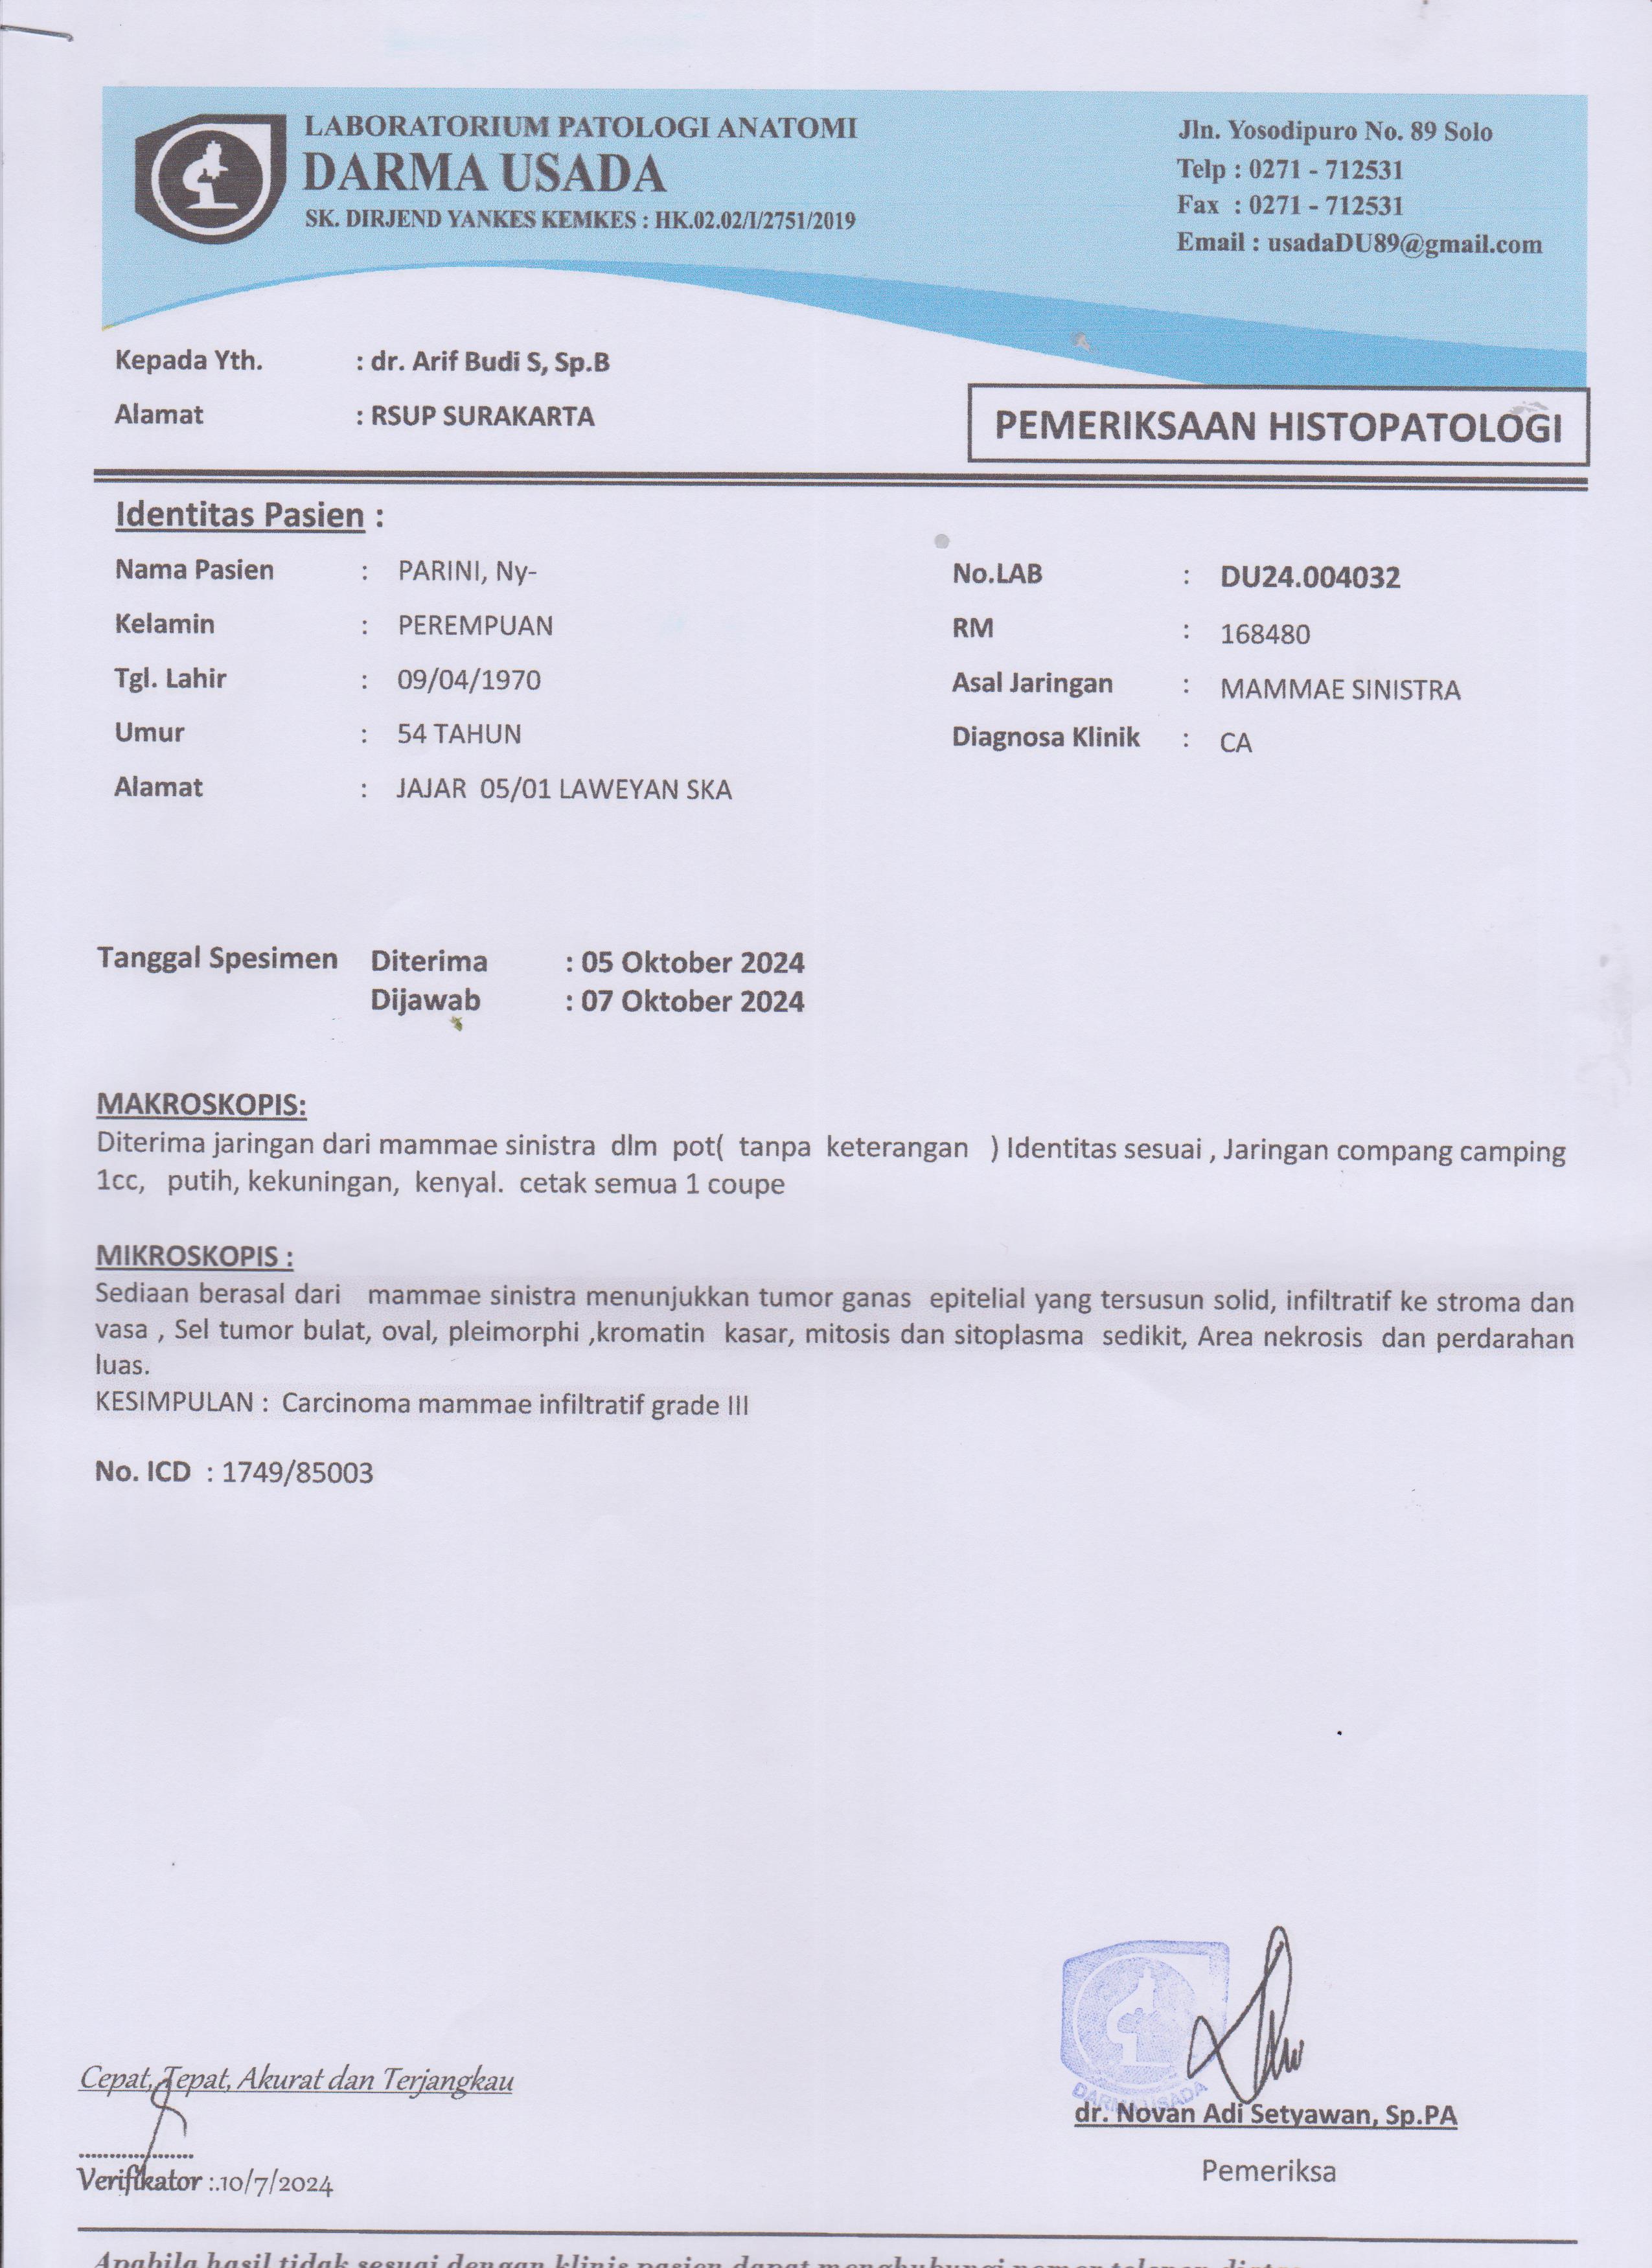 LABORATORIUM PATOLOGI ANATOMI
DARMA USADA
SK. DIRJEND YANKES KEMKES : HK.02.02/I/2751/2019
Jln. Yosodipuro No. 89 Solo
Telp : 0271 - 712531
Fax : 0271 - 712531
Email : usadaDU89@gmail.com
Kepada Yth. : dr. Arif Budi S, Sp.B
Alamat : RSUP SURAKARTA
PEMERIKSAAN HISTOPATOLOGI
Identitas Pasien :
Nama Pasien : PARINI, Ny-
Kelamin : PEREMPUAN
Tgl. Lahir : 09/04/1970
Umur : 54 TAHUN
Alamat : JAJAR 05/01 LAWEYAN SKA
No.LAB : DU24.004032
RM : 168480
Asal Jaringan : MAMMAE SINISTRA
Diagnosa Klinik : CA
Tanggal Spesimen Diterima : 05 Oktober 2024
Dijawab : 07 Oktober 2024
MAKROSKOPIS:
Diterima jaringan dari mammae sinistra dlm pot( tanpa keterangan ) Identitas sesuai , Jaringan compang camping
1cc, putih, kekuningan, kenyal. cetak semua 1 coupe
MIKROSKOPIS :
Sediaan berasal dari mammae sinistra menunjukkan tumor ganas epitelial yang tersusun solid, infiltratif ke stroma dan
vasa , Sel tumor bulat, oval, pleimorphi ,kromatin kasar, mitosis dan sitoplasma sedikit, Area nekrosis dan perdarahan
luas.
KESIMPULAN : Carcinoma mammae infiltratif grade III
No. ICD : 1749/85003
DARMA USADA
Cepat, Tepat, Akurat dan Terjangkau
dr. Novan Adi Setyawan, Sp.PA
Pemeriksa
Verifikator :.10/7/2024
Apabila hasil tidak sesuai dengan klinis pasien dapat menghubungi nomor telepon diatas